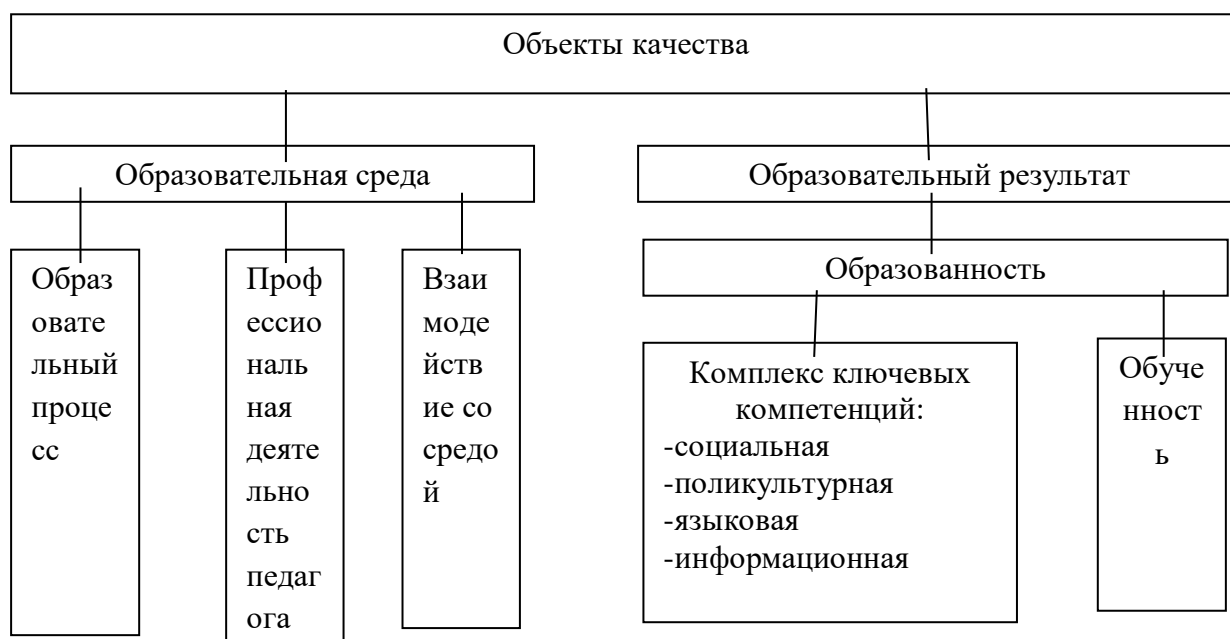 Объекты качества
Образовательная среда
Образовательный результат
Образ
овате
льный
проце
сс
Проф
ессио
наль
ная
деяте
льно
сть
педаг
ога
Взаи
моде
йств
ие со
средо
й
Образованность
Комплекс ключевых
компетенций:
-социальная
-поликультурная
-языковая
-информационная
Обуче
нност
ь